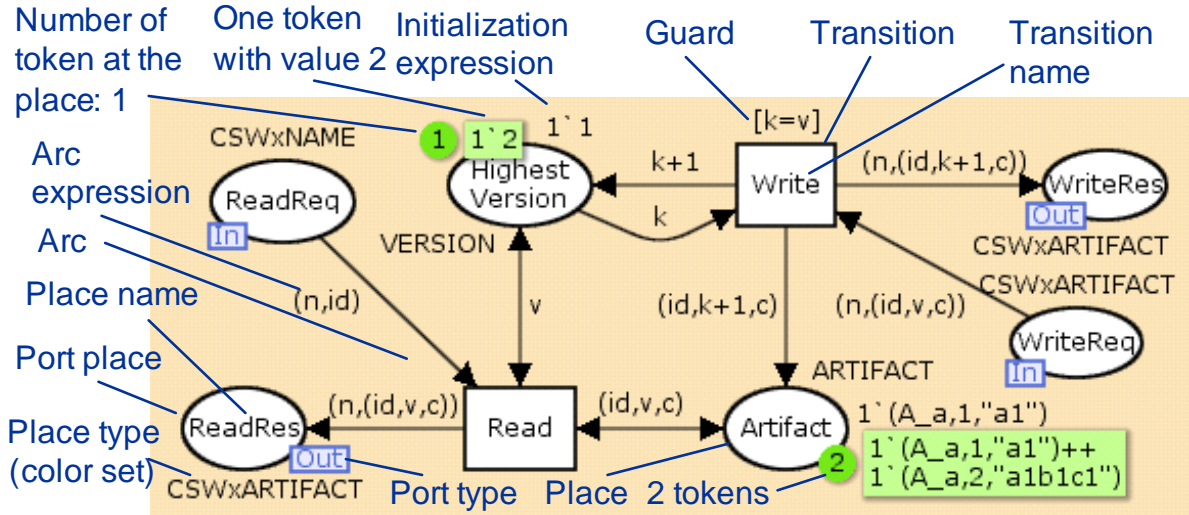 Number of
token at the
place: 1
One token
with value 2
Initialization
expression
Guard
Transition
Transition
name
CSWxNAME
1
1`2
1`1
[k=v]
Arc
expression
ReadReq
In
Highest
Version
k+1
Write
(n,(id,k+1,c))
WriteRes
Out
Arc
VERSION
k
CSWxARTIFACT
CSWxARTIFACT
Place name
(n,id)
v
(id,k+1,c)
(n,(id,v,c))
WriteReq
In
Port place
ARTIFACT
(n,(id,v,c))
(id,v,c)
1`(A_a,1,"a1")
Place type
(color set)
ReadRes
Out
Read
Artifact
2
1`(A_a,1,"a1")++
1`(A_a,2,"a1b1c1")
CSWxARTIFACT
Port type
Place
2 tokens